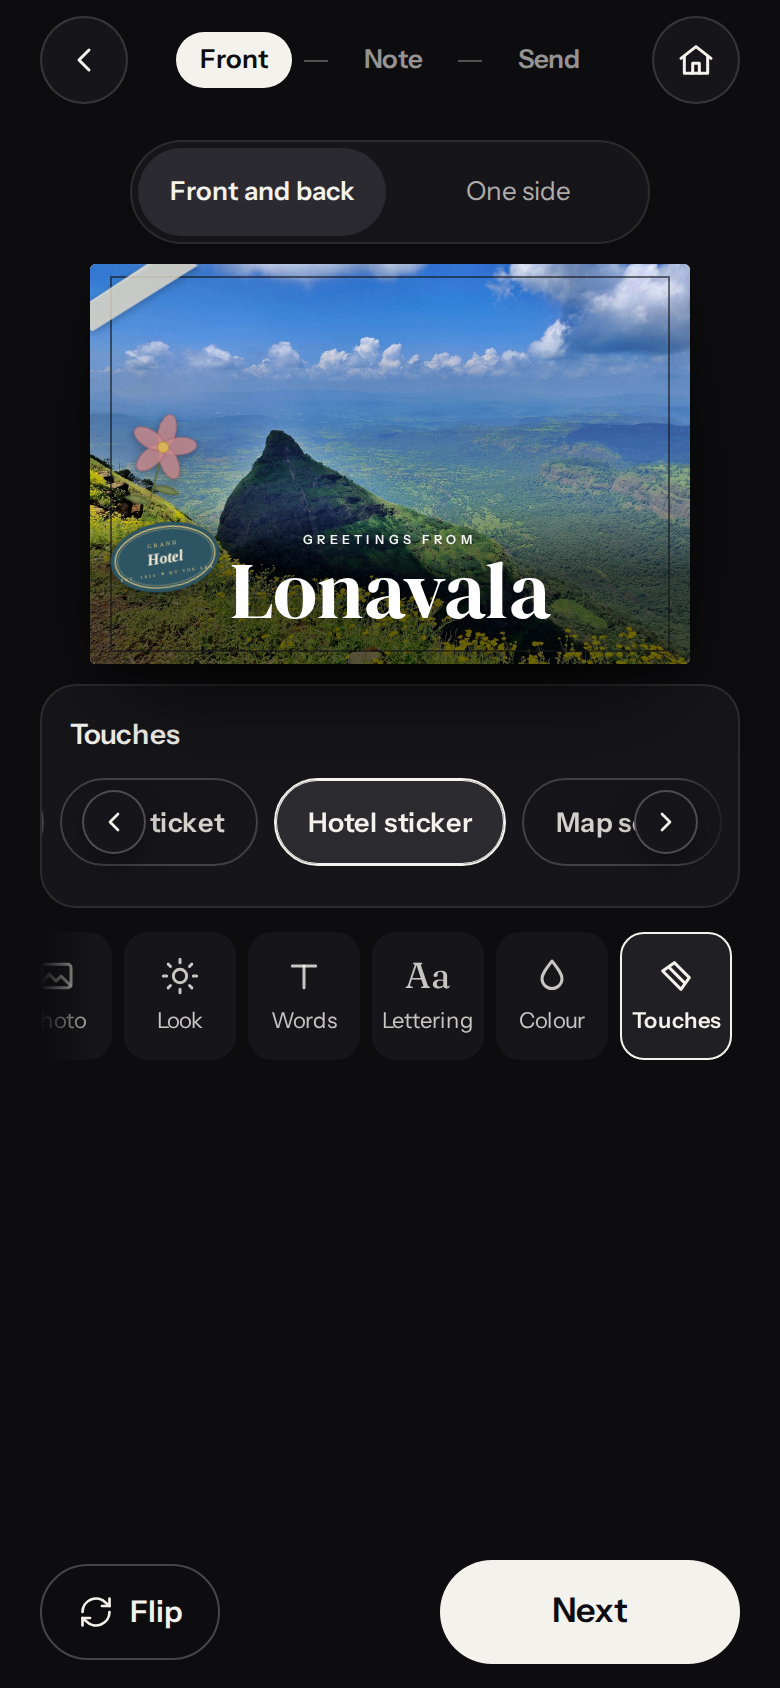 Front — Note — Send
Front and back
One side
GRAND
Hotel
GREETINGS FROM
Lonavala
Touches
ticket
Hotel sticker
Map
Look
Words
Aa
Lettering
Colour
Touches
Flip
Next